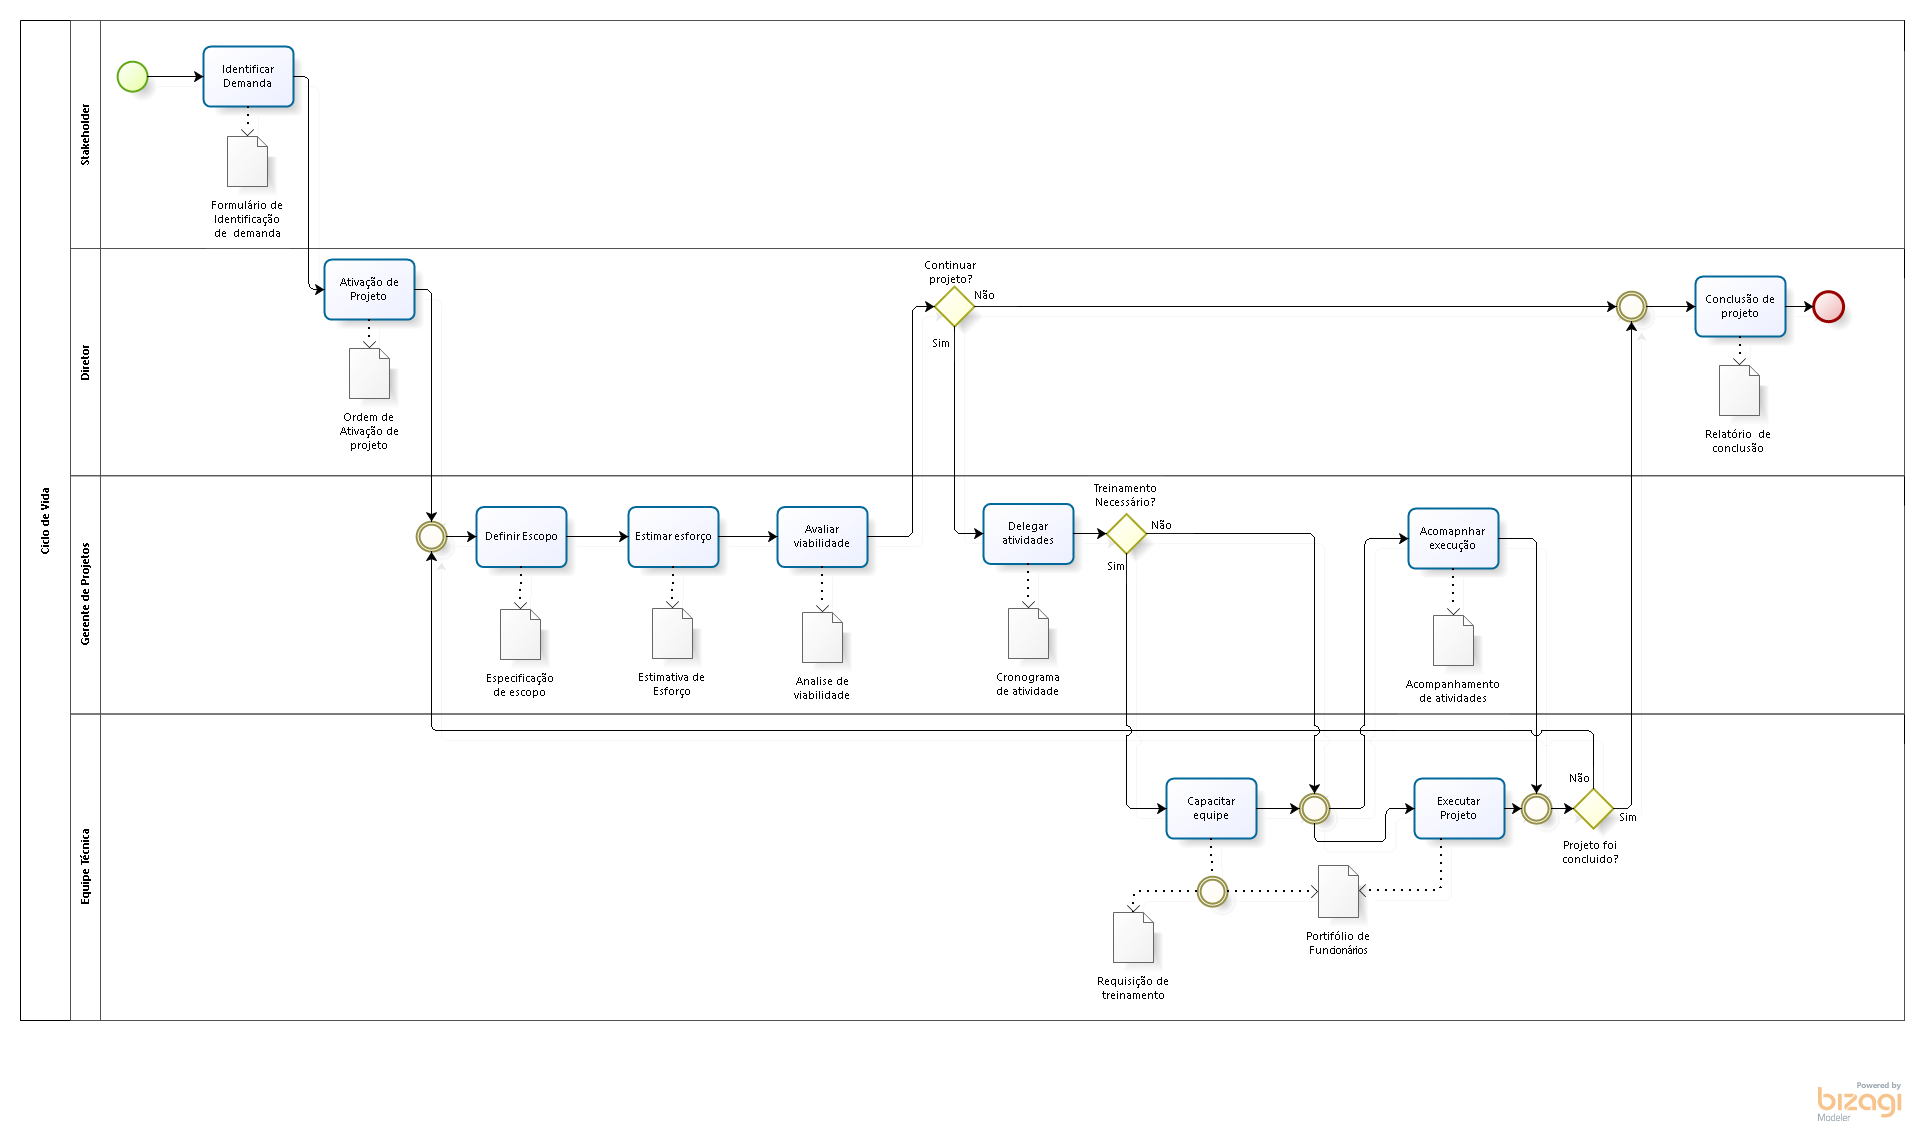 Ciclo de Vida
Stakeholder
Identificar
Demanda
Formulário de
Identificação
de demanda
Diretor
Ativação de
Projeto
Ordem de
Ativação de
projeto
Continuar
projeto?
Não
Sim
Conclusão de
projeto
Relatório de
conclusão
Gerente de Projetos
Definir Escopo
Especificação
de escopo
Estimar esforço
Estimativa de
Esforço
Avaliar
viabilidade
Analise de
viabilidade
Delegar
atividades
Cronograma
de atividade
Treinamento
Necessário?
Não
Sim
Acomapnhar
execução
Acompanhamento
de atividades
Equipe Técnica
Capacitar
equipe
Requisição de
treinamento
Portifólio de
Funcionários
Executar
Projeto
Não
Sim
Projeto foi
concluido?
Powered by
bizagi
Modeler